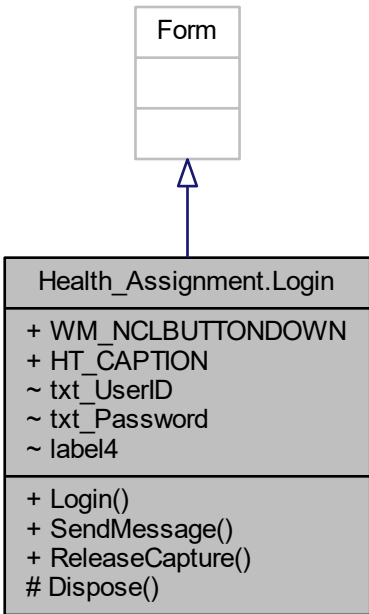 Form
Health_Assignment.Login
+ WM_NCLBUTTONDOWN
+ HT_CAPTION
~ txt_UserID
~ txt_Password
~ label4
+ Login()
+ SendMessage()
+ ReleaseCapture()
# Dispose()